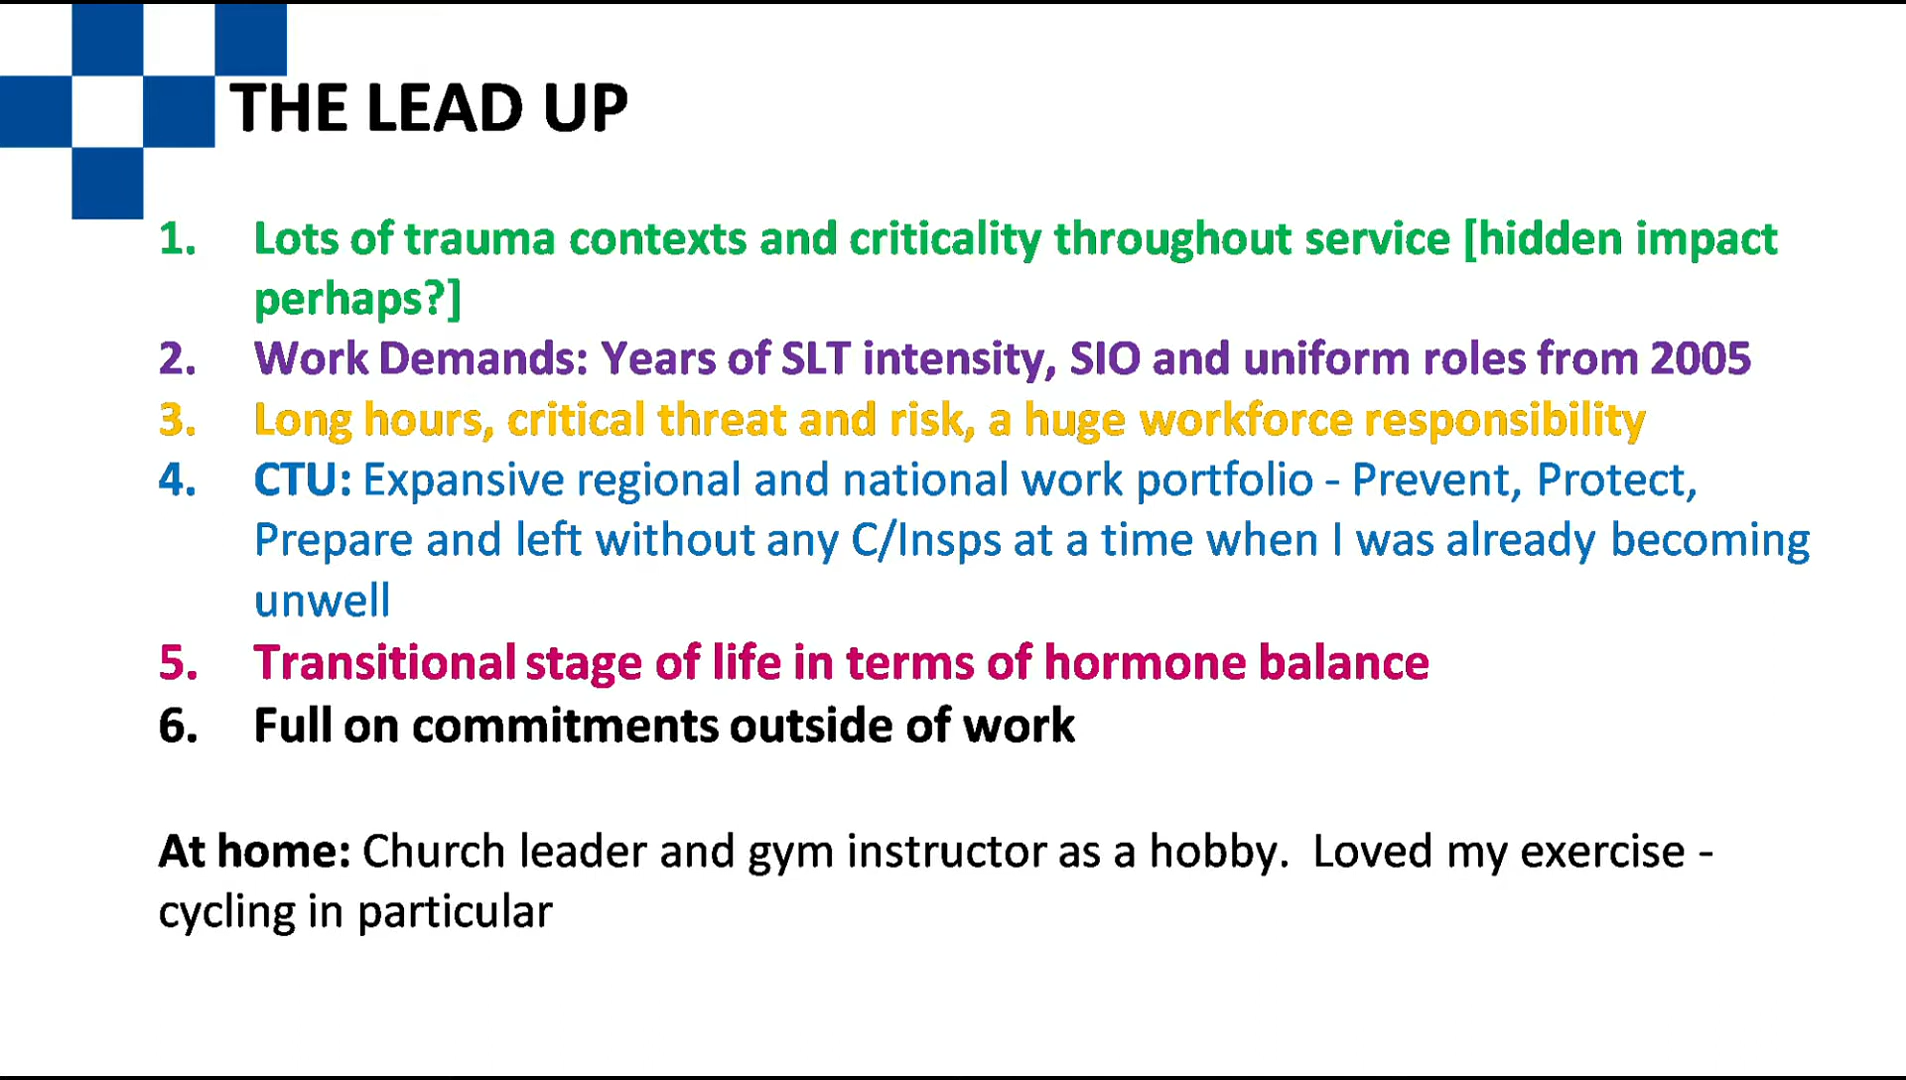 THE LEAD UP
1. Lots of trauma contexts and criticality throughout service [hidden impact
perhaps?]
2. Work Demands: Years of SLT intensity, SIO and uniform roles from 2005
3. Long hours, critical threat and risk, a huge workforce responsibility
4. CTU: Expansive regional and national work portfolio - Prevent, Protect,
Prepare and left without any C/Insps at a time when I was already becoming
unwell
5. Transitional stage of life in terms of hormone balance
6. Full on commitments outside of work
At home: Church leader and gym instructor as a hobby.  Loved my exercise -
cycling in particular